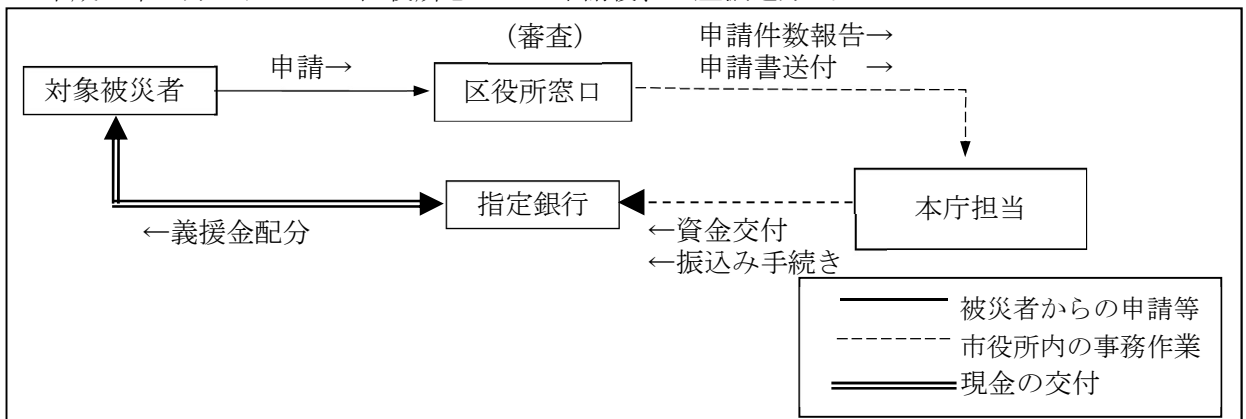 (審査)
申請件数報告→
申請→
申請書送付 →
対象被災者
区役所窓口
指定銀行
本庁担当
←義援金配分
←資金交付
←振込み手続き
被災者からの申請等
市役所内の事務作業
現金の交付